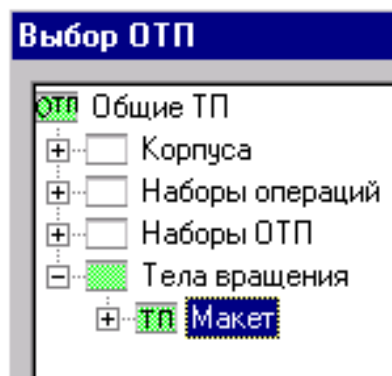 Выбор ОТП
ОТП Общие ТП
Корпуса
Наборы операций
Наборы ОТП
Тела вращения
ТП Макет